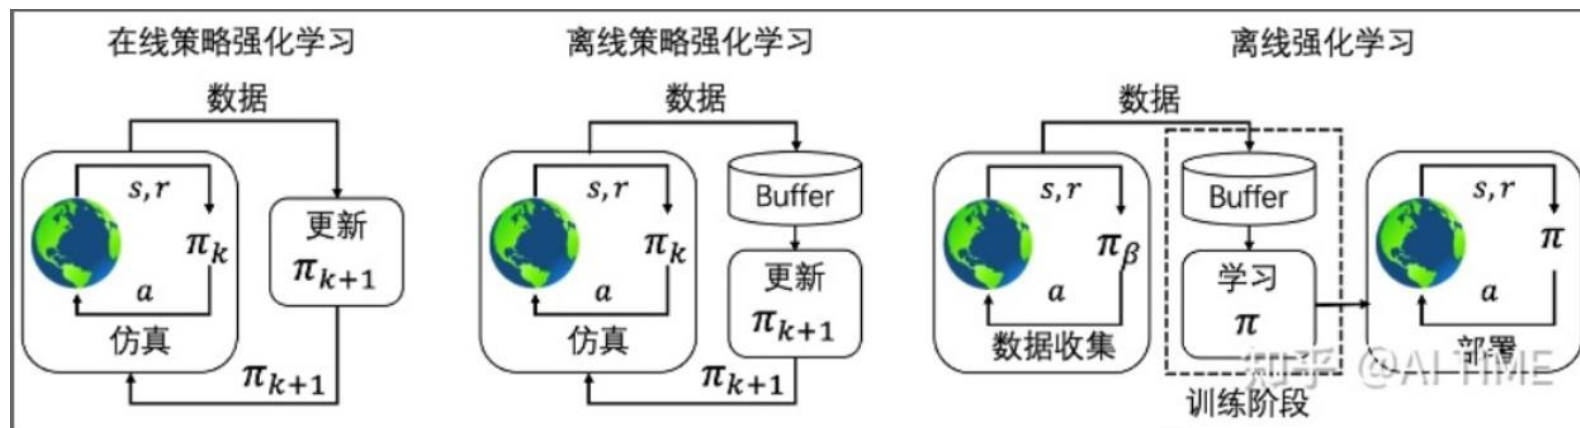 在线策略强化学习
数据
s,r
π_k
a
仿真
更新
π_{k+1}
π_{k+1}
离线策略强化学习
数据
s,r
π_k
a
仿真
Buffer
更新
π_{k+1}
π_{k+1}
离线强化学习
数据
s,r
π_β
a
数据收集
Buffer
学习
π
训练阶段
s,r
π
a
部署
知乎 @AI TIME